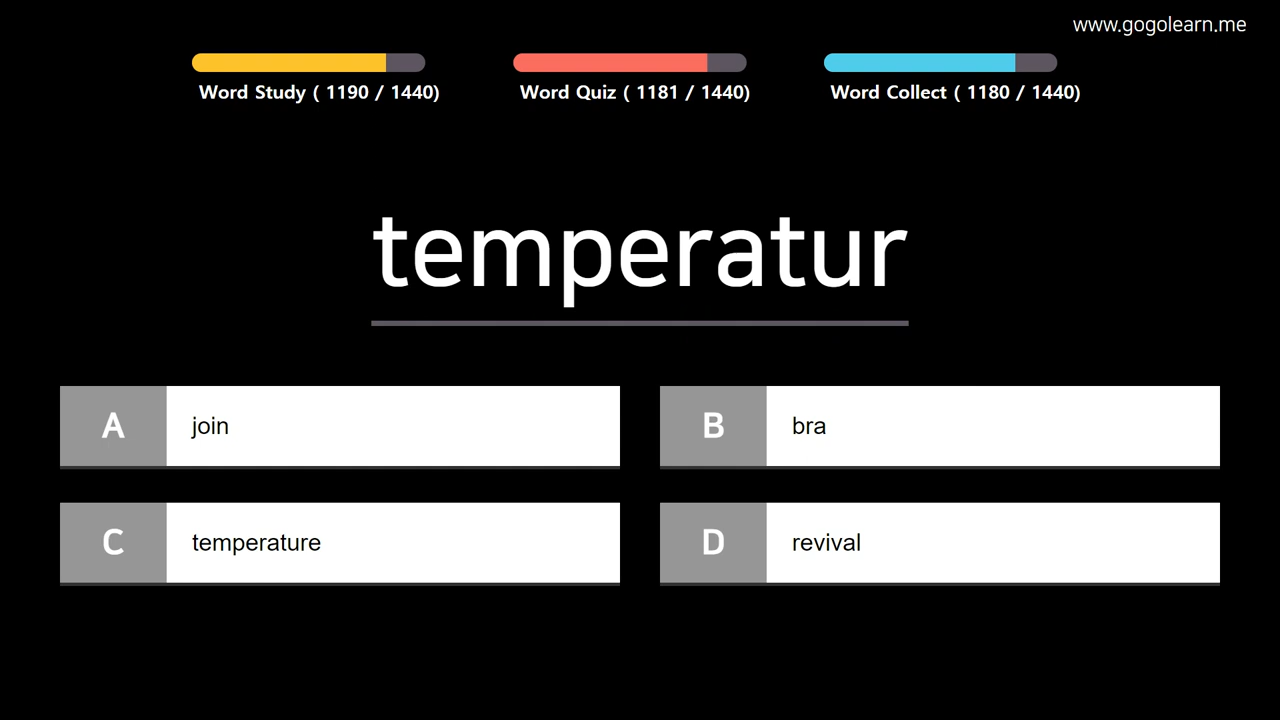 www.gogolearn.me
Word Study ( 1190 / 1440)
Word Quiz ( 1181 / 1440)
Word Collect ( 1180 / 1440)
temperatur
A join
B bra
C temperature
D revival